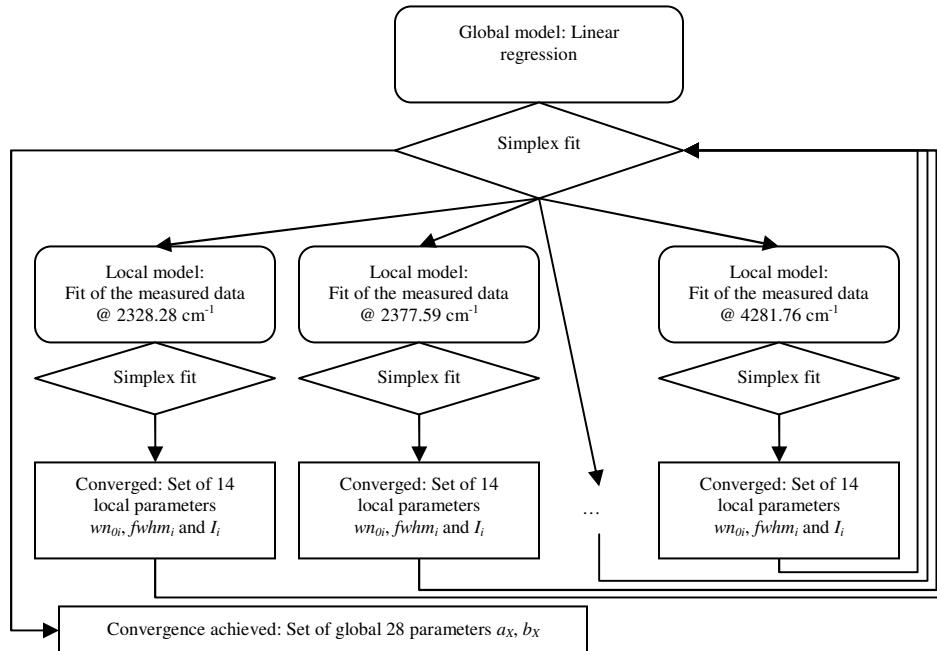 Global model: Linear
regression
Simplex fit
Local model:
Fit of the measured data
@ 2328.28 cm⁻¹
Local model:
Fit of the measured data
@ 2377.59 cm⁻¹
Local model:
Fit of the measured data
@ 4281.76 cm⁻¹
Simplex fit
Simplex fit
Simplex fit
Converged: Set of 14
local parameters
wn₀ᵢ, fwhmᵢ and Iᵢ
Converged: Set of 14
local parameters
wn₀ᵢ, fwhmᵢ and Iᵢ
…
Converged: Set of 14
local parameters
wn₀ᵢ, fwhmᵢ and Iᵢ
Convergence achieved: Set of global 28 parameters aₓ, bₓ